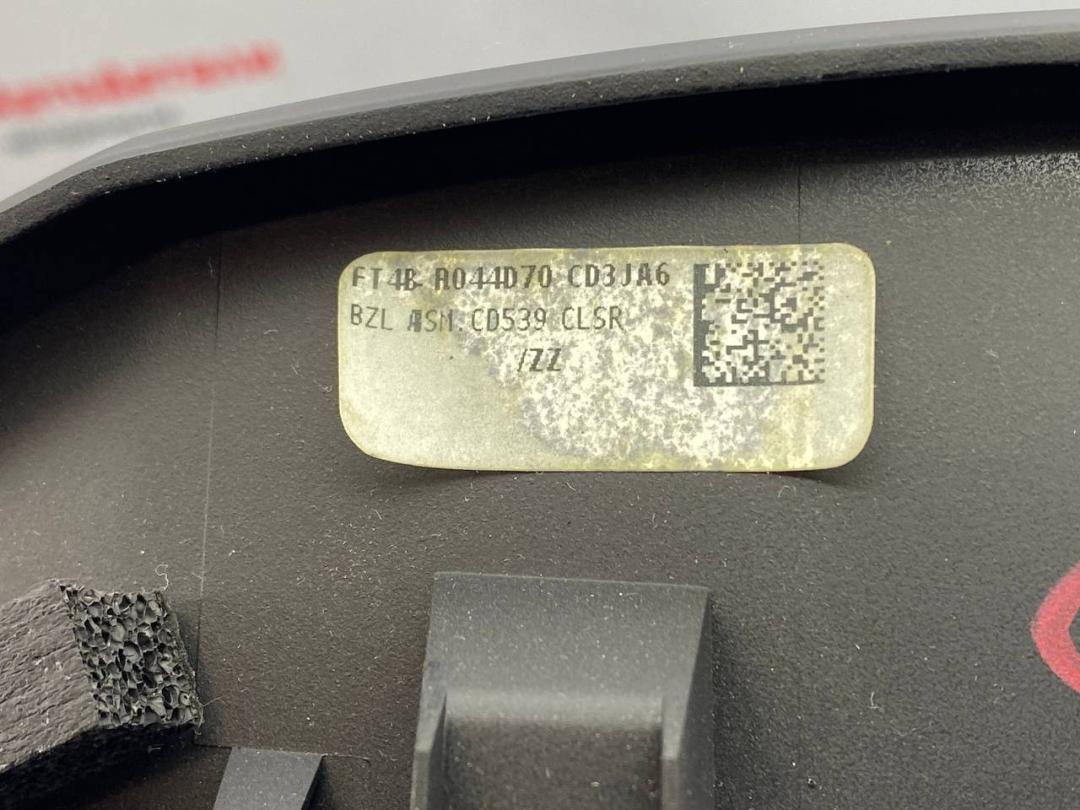 FT4B-A044D70-CD3JA6
BZL ASM.CD539 CLSR
/ZZ